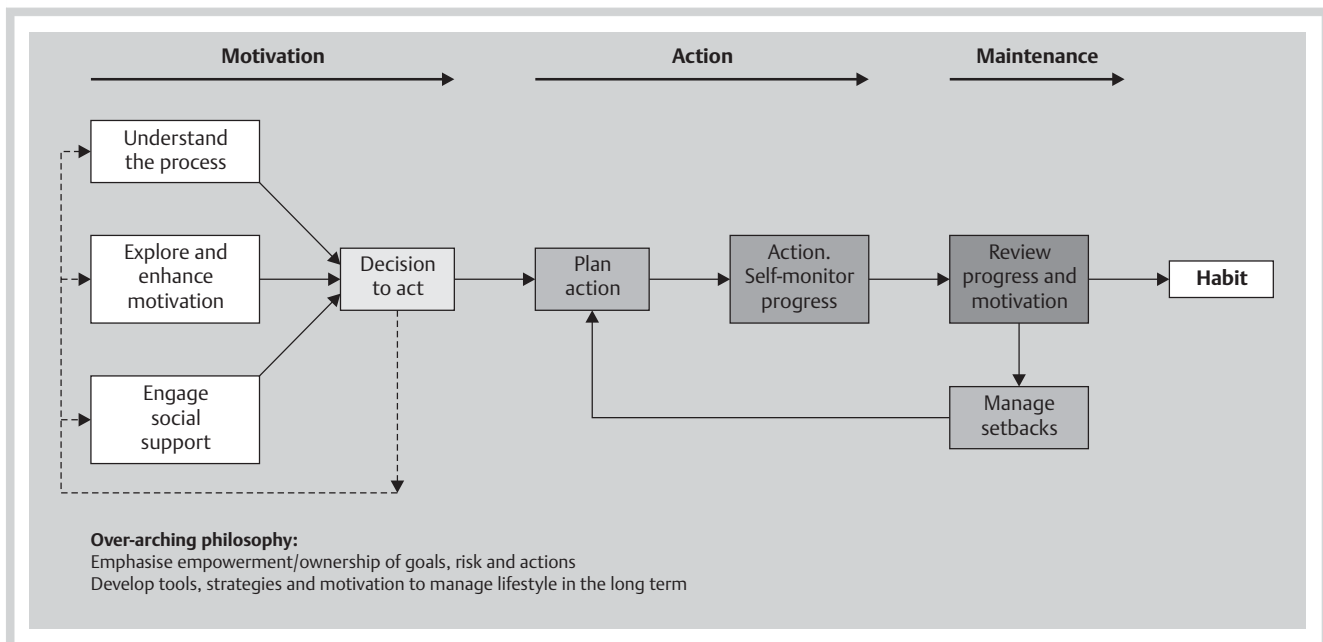 Motivation
Action
Maintenance
Understand
the process
Explore and
enhance
motivation
Engage
social
support
Decision
to act
Plan
action
Action.
Self-monitor
progress
Review
progress and
motivation
Habit
Manage
setbacks
Over-arching philosophy:
Emphasise empowerment/ownership of goals, risk and actions
Develop tools, strategies and motivation to manage lifestyle in the long term